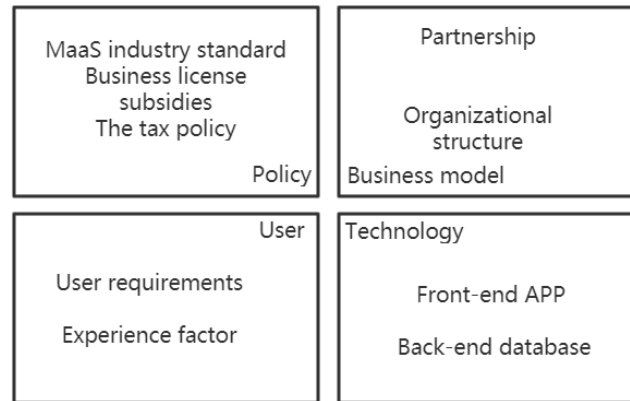 MaaS industry standard
Business license
subsidies
The tax policy
Policy
Partnership
Organizational
structure
Business model
User
User requirements
Experience factor
Technology
Front-end APP
Back-end database